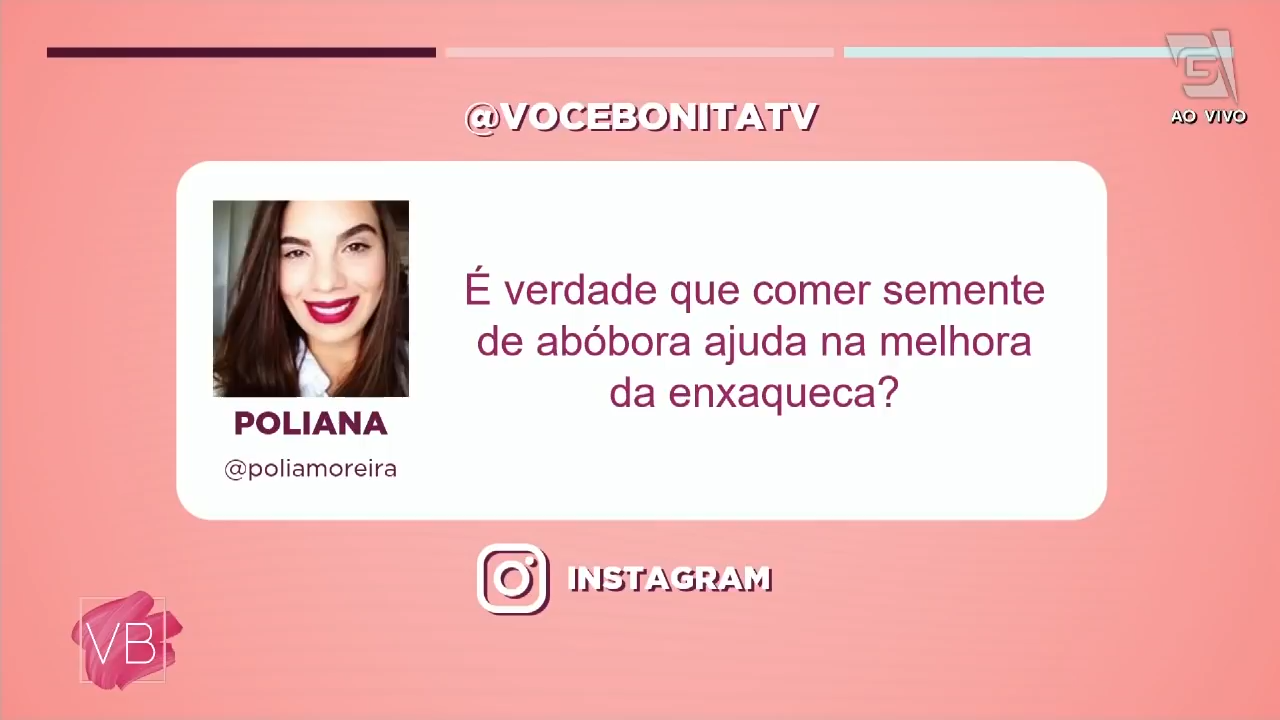 @VOCEBONITATV
AO VIVO
É verdade que comer semente
de abóbora ajuda na melhora
da enxaqueca?
POLIANA
@poliamoreira
INSTAGRAM
VB